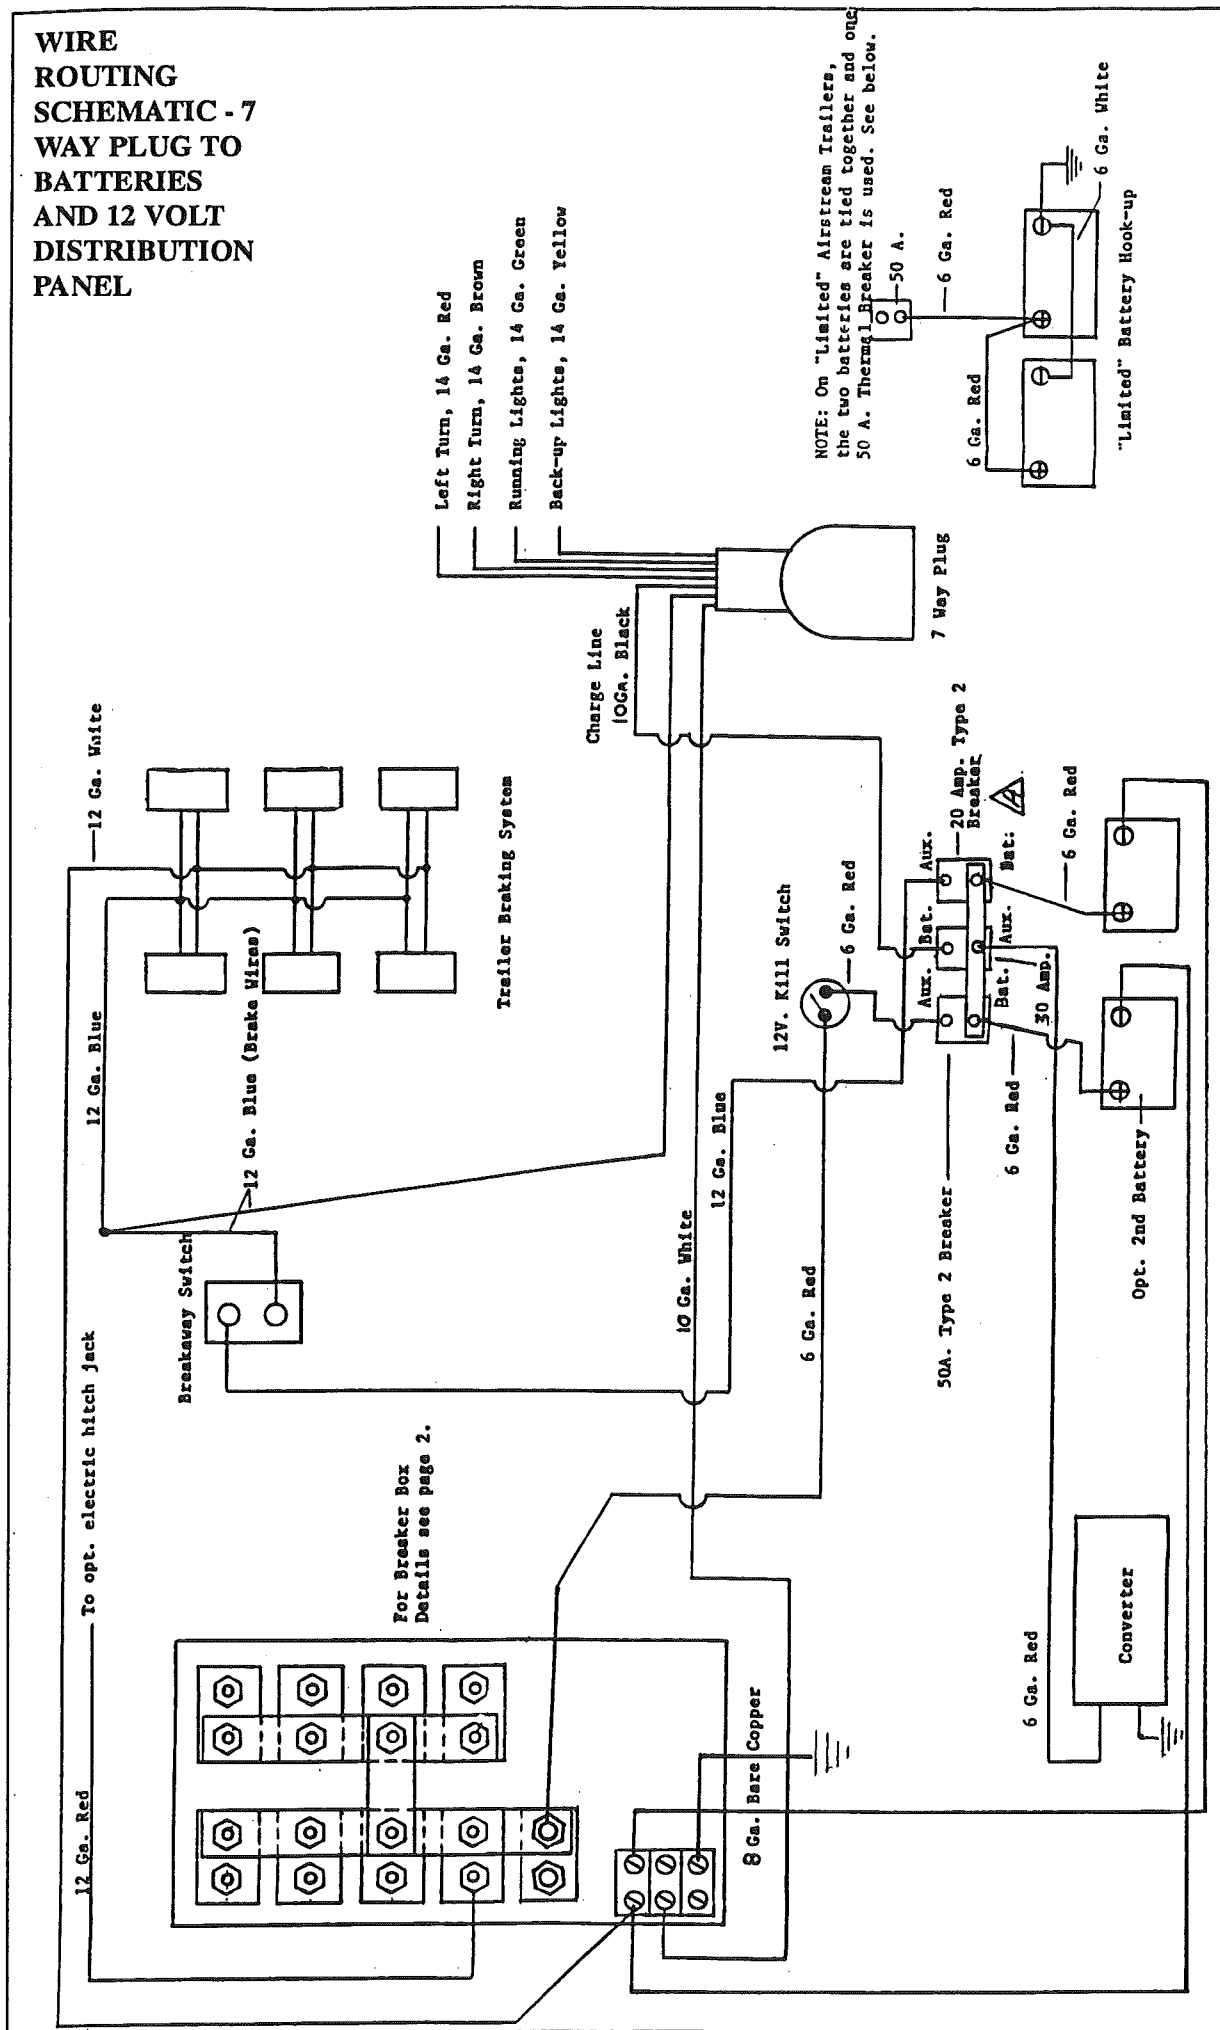 WIRE
ROUTING
SCHEMATIC - 7
WAY PLUG TO
BATTERIES
AND 12 VOLT
DISTRIBUTION
PANEL
Left Turn, 14 Ga. Red
Right Turn, 14 Ga. Brown
Running Lights, 14 Ga. Green
Back-up Lights, 14 Ga. Yellow
NOTE: On "Limited" Airstream Trailers,
the two batteries are tied together and one
50 A. Thermal Breaker is used. See below.
50 A.
6 Ga. Red
6 Ga. Red
6 Ga. White
"Limited" Battery Hook-up
7 Way Plug
Charge Line
10Ga. Black
12 Ga. White
Trailer Braking System
12 Ga. Blue
12 Ga. Blue (Brake Wires)
Breakaway Switch
To opt. electric hitch jack
12 Ga. Red
For Breaker Box
Details see page 2.
10 Ga. White
12 Ga. Blue
6 Ga. Red
12V. Kill Switch
6 Ga. Red
Aux.
Bat.
Aux.
20 Amp. Type 2
Breaker
Bat.
Aux.
Bat:
30 Amp.
50A. Type 2 Breaker
6 Ga. Red
6 Ga. Red
Opt. 2nd Battery
6 Ga. Red
Converter
8 Ga. Bare Copper